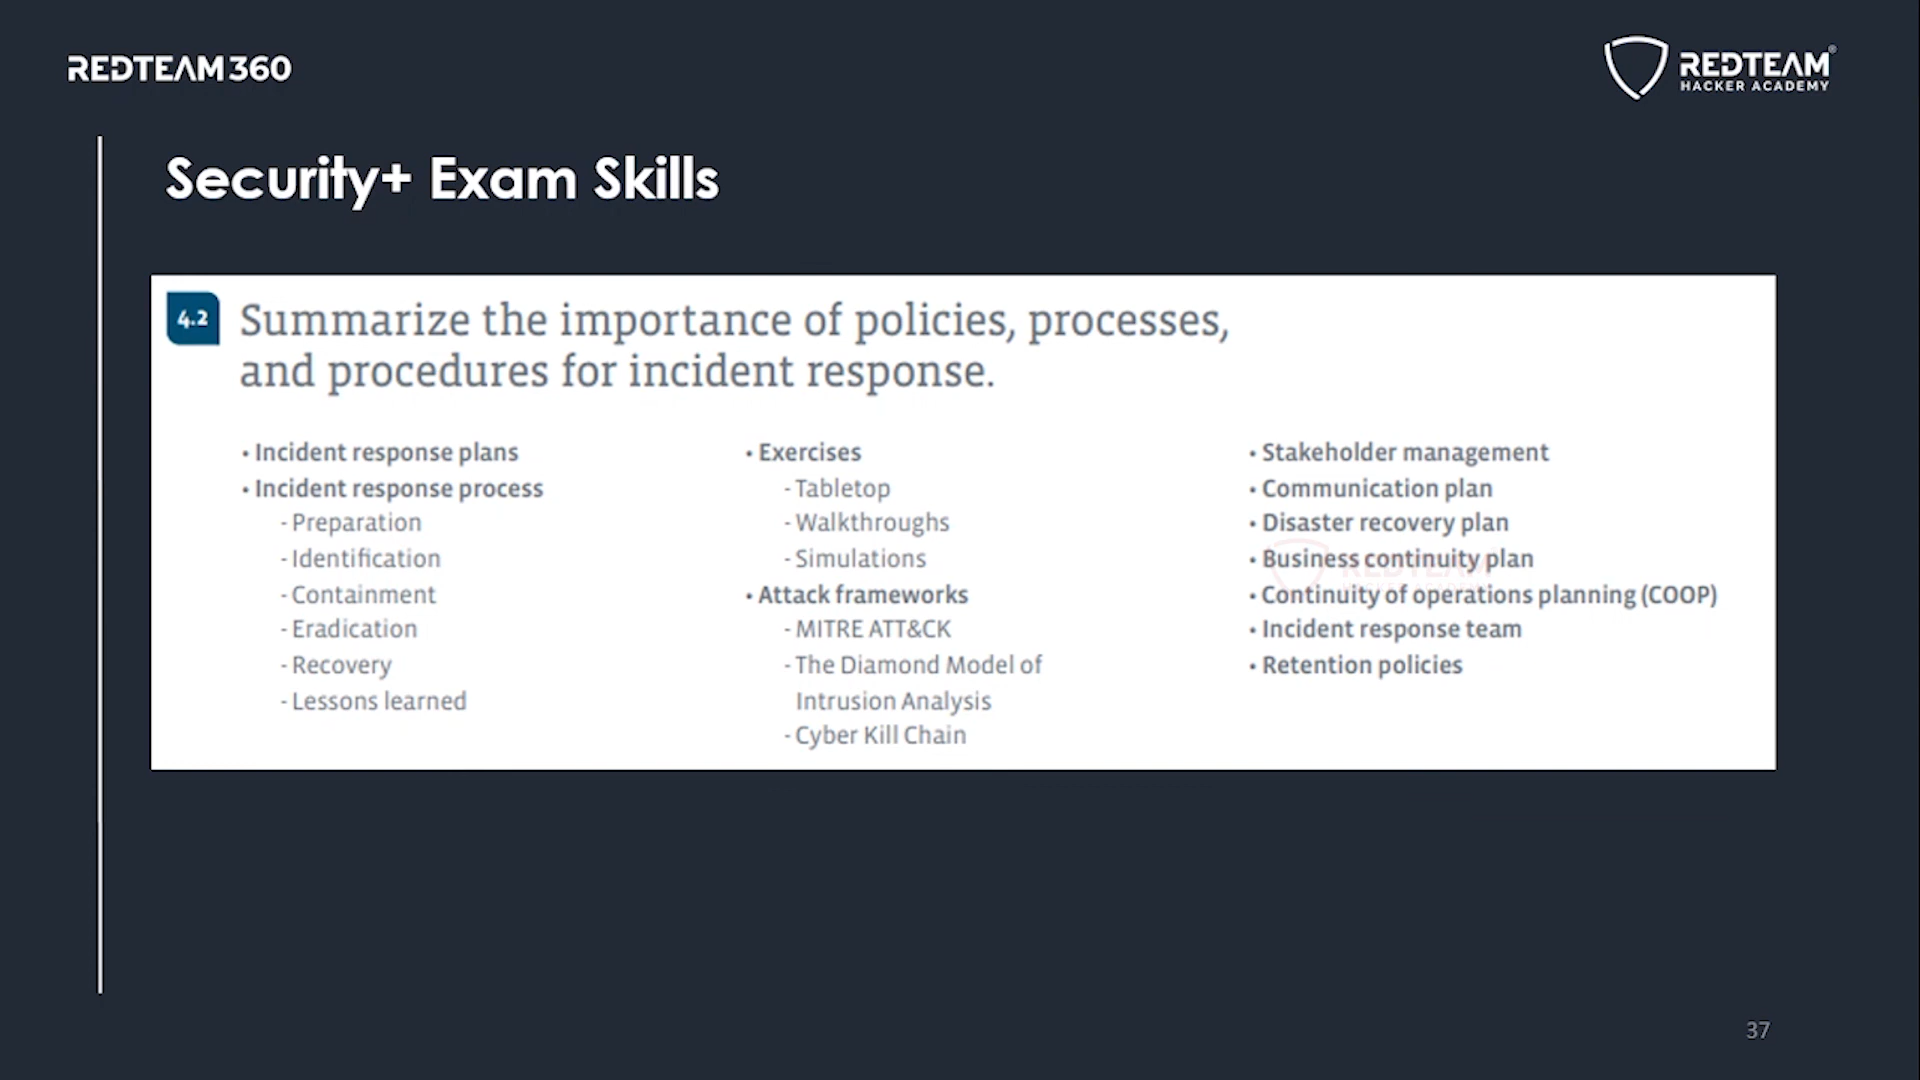 REDTEAM 360
REDTEAM®
HACKER ACADEMY
Security+ Exam Skills
4.2
Summarize the importance of policies, processes,
and procedures for incident response.
• Incident response plans
• Incident response process
- Preparation
- Identification
- Containment
- Eradication
- Recovery
- Lessons learned
• Exercises
- Tabletop
- Walkthroughs
- Simulations
• Attack frameworks
- MITRE ATT&CK
- The Diamond Model of
Intrusion Analysis
- Cyber Kill Chain
• Stakeholder management
• Communication plan
• Disaster recovery plan
• Business continuity plan
• Continuity of operations planning (COOP)
• Incident response team
• Retention policies
37